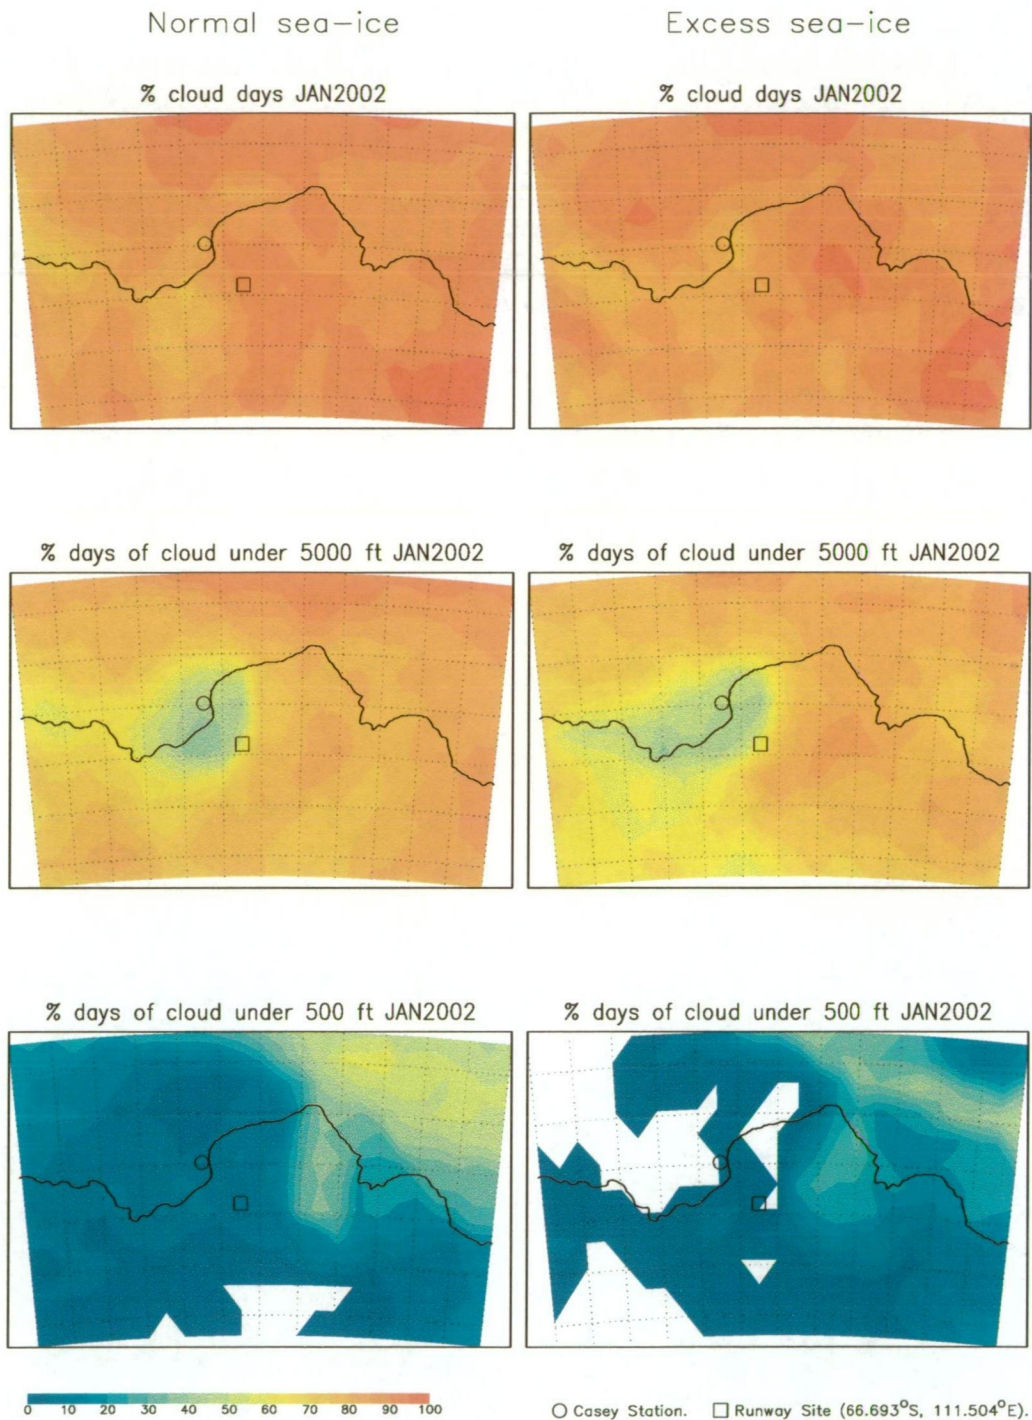 Normal sea-ice
Excess sea-ice
% cloud days JAN2002
% cloud days JAN2002
% days of cloud under 5000 ft JAN2002
% days of cloud under 5000 ft JAN2002
% days of cloud under 500 ft JAN2002
% days of cloud under 500 ft JAN2002
0 10 20 30 40 50 60 70 80 90 100
Casey Station.
Runway Site (66.693°S, 111.504°E).